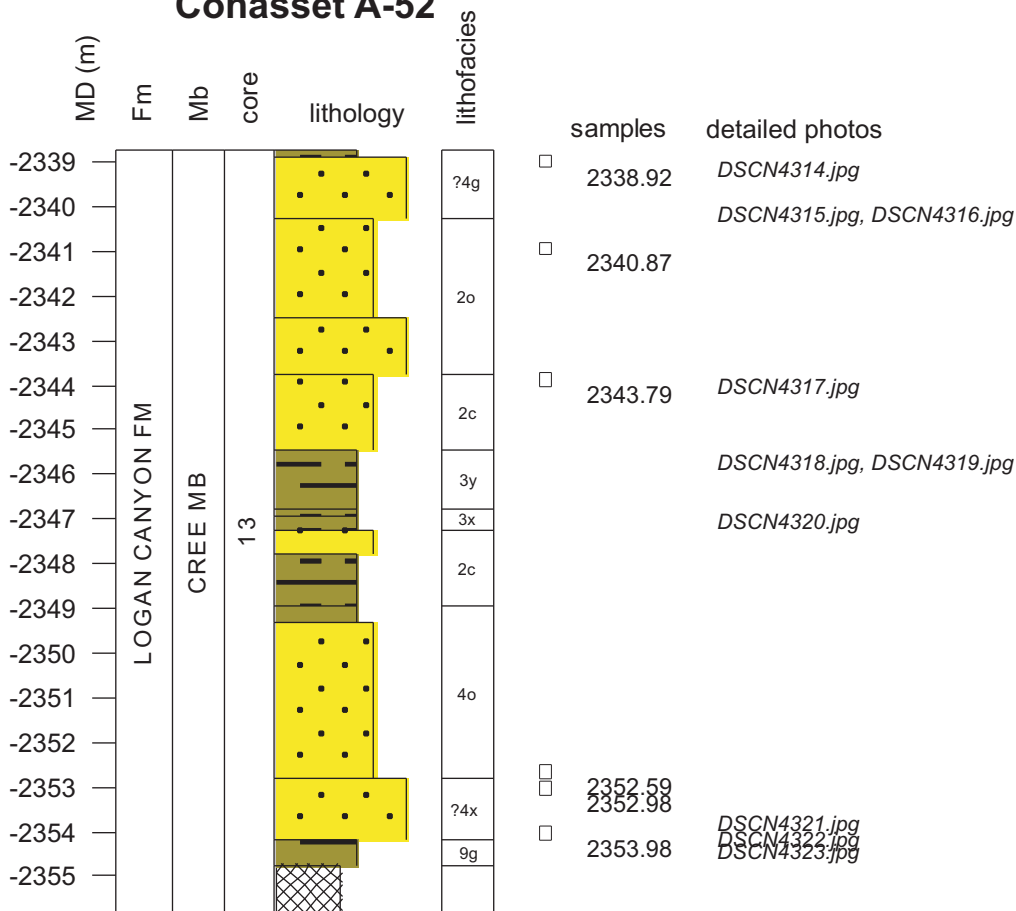 Cohasset A-52
MD (m)
Fm
Mb
core
lithology
lithofacies
samples
detailed photos
-2339
-2340
-2341
-2342
-2343
-2344
-2345
-2346
-2347
-2348
-2349
-2350
-2351
-2352
-2353
-2354
-2355
LOGAN CANYON FM
CREE MB
13
?4g
2o
2c
3y
3x
2c
4o
?4x
9g
2338.92
2340.87
2343.79
2352.59
2352.98
2353.98
DSCN4314.jpg
DSCN4315.jpg, DSCN4316.jpg
DSCN4317.jpg
DSCN4318.jpg, DSCN4319.jpg
DSCN4320.jpg
DSCN4321.jpg
DSCN4322.jpg
DSCN4323.jpg